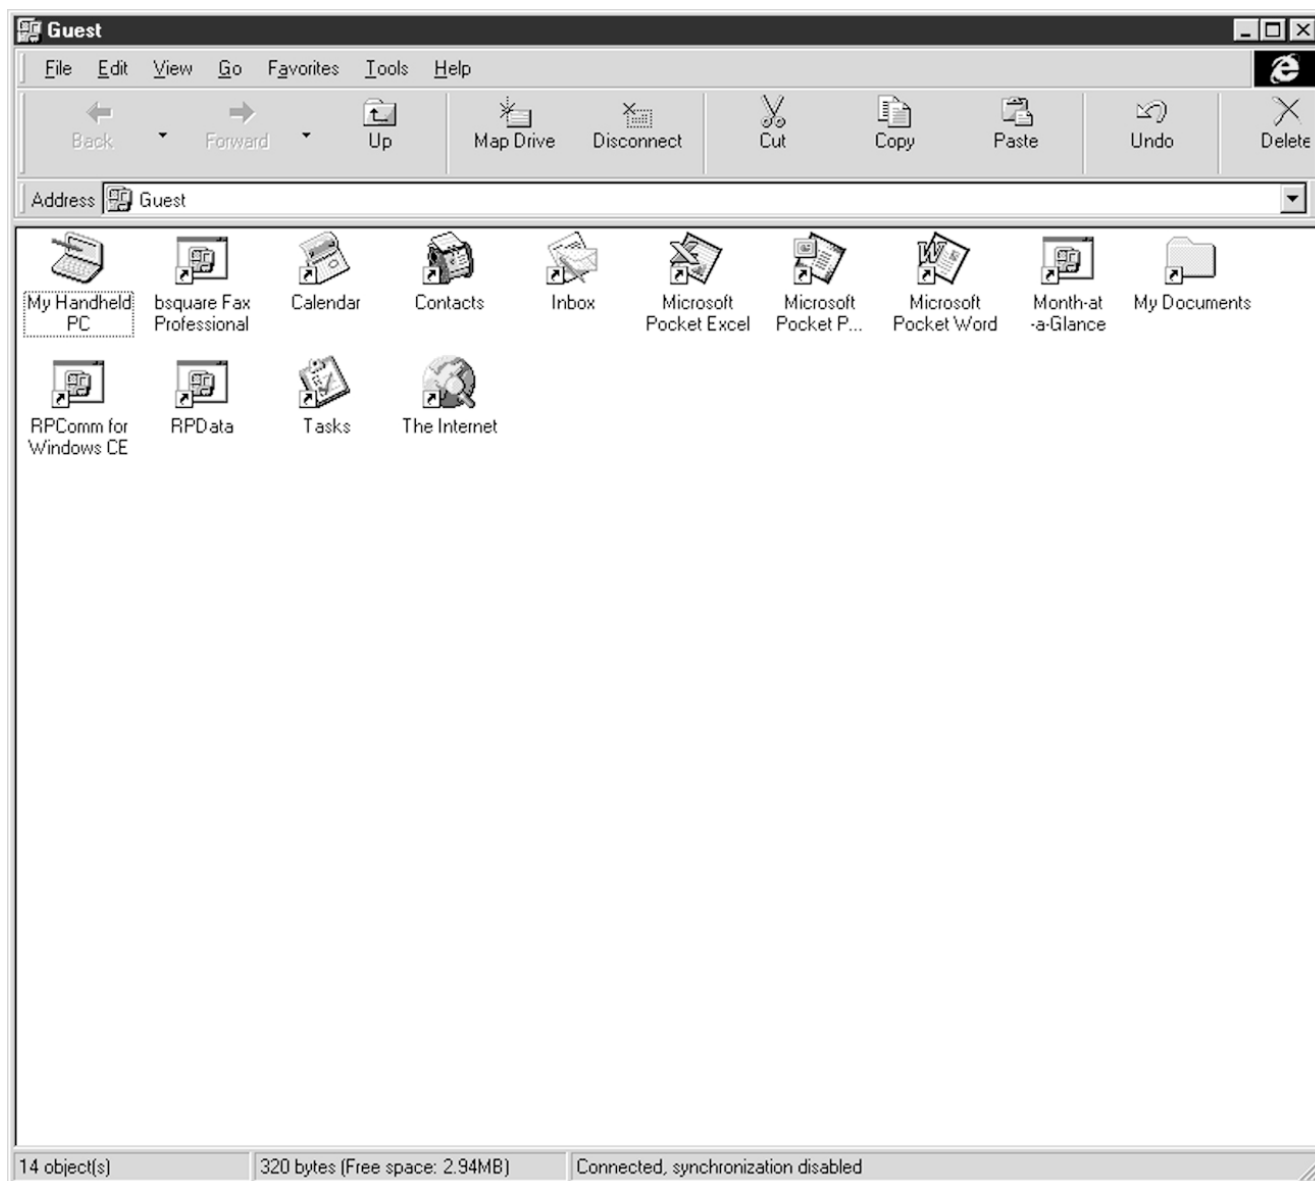 Guest
File Edit View Go Favorites Tools Help
Back Forward Up Map Drive Disconnect Cut Copy Paste Undo Delete
Address Guest
My Handheld PC
bsquare Fax Professional
Calendar
Contacts
Inbox
Microsoft Pocket Excel
Microsoft Pocket P...
Microsoft Pocket Word
Month-at -a-Glance
My Documents
RPComm for Windows CE
RPData
Tasks
The Internet
14 object(s) 320 bytes (Free space: 2.94MB) Connected, synchronization disabled